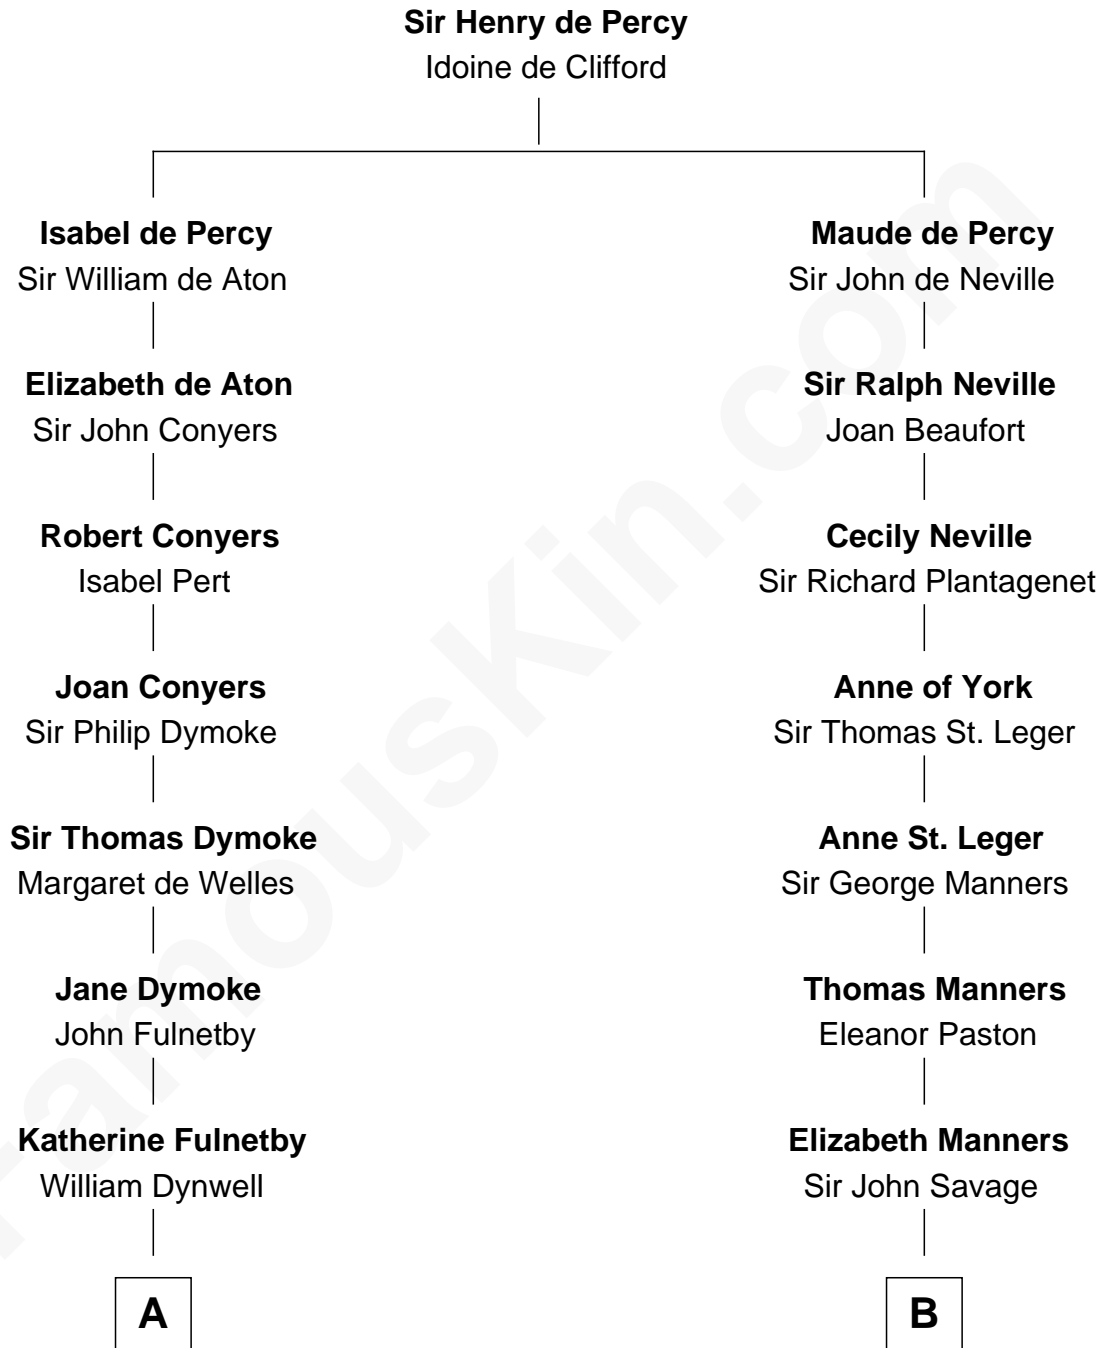 Sir Henry de Percy
Idoine de Clifford
Isabel de Percy
Sir William de Aton
Maude de Percy
Sir John de Neville
Elizabeth de Aton
Sir John Conyers
Sir Ralph Neville
Joan Beaufort
Robert Conyers
Isabel Pert
Cecily Neville
Sir Richard Plantagenet
Joan Conyers
Sir Philip Dymoke
Anne of York
Sir Thomas St. Leger
Sir Thomas Dymoke
Margaret de Welles
Anne St. Leger
Sir George Manners
Jane Dymoke
John Fulnetby
Thomas Manners
Eleanor Paston
Katherine Fulnetby
William Dynwell
Elizabeth Manners
Sir John Savage
A
B
FamousKin.com